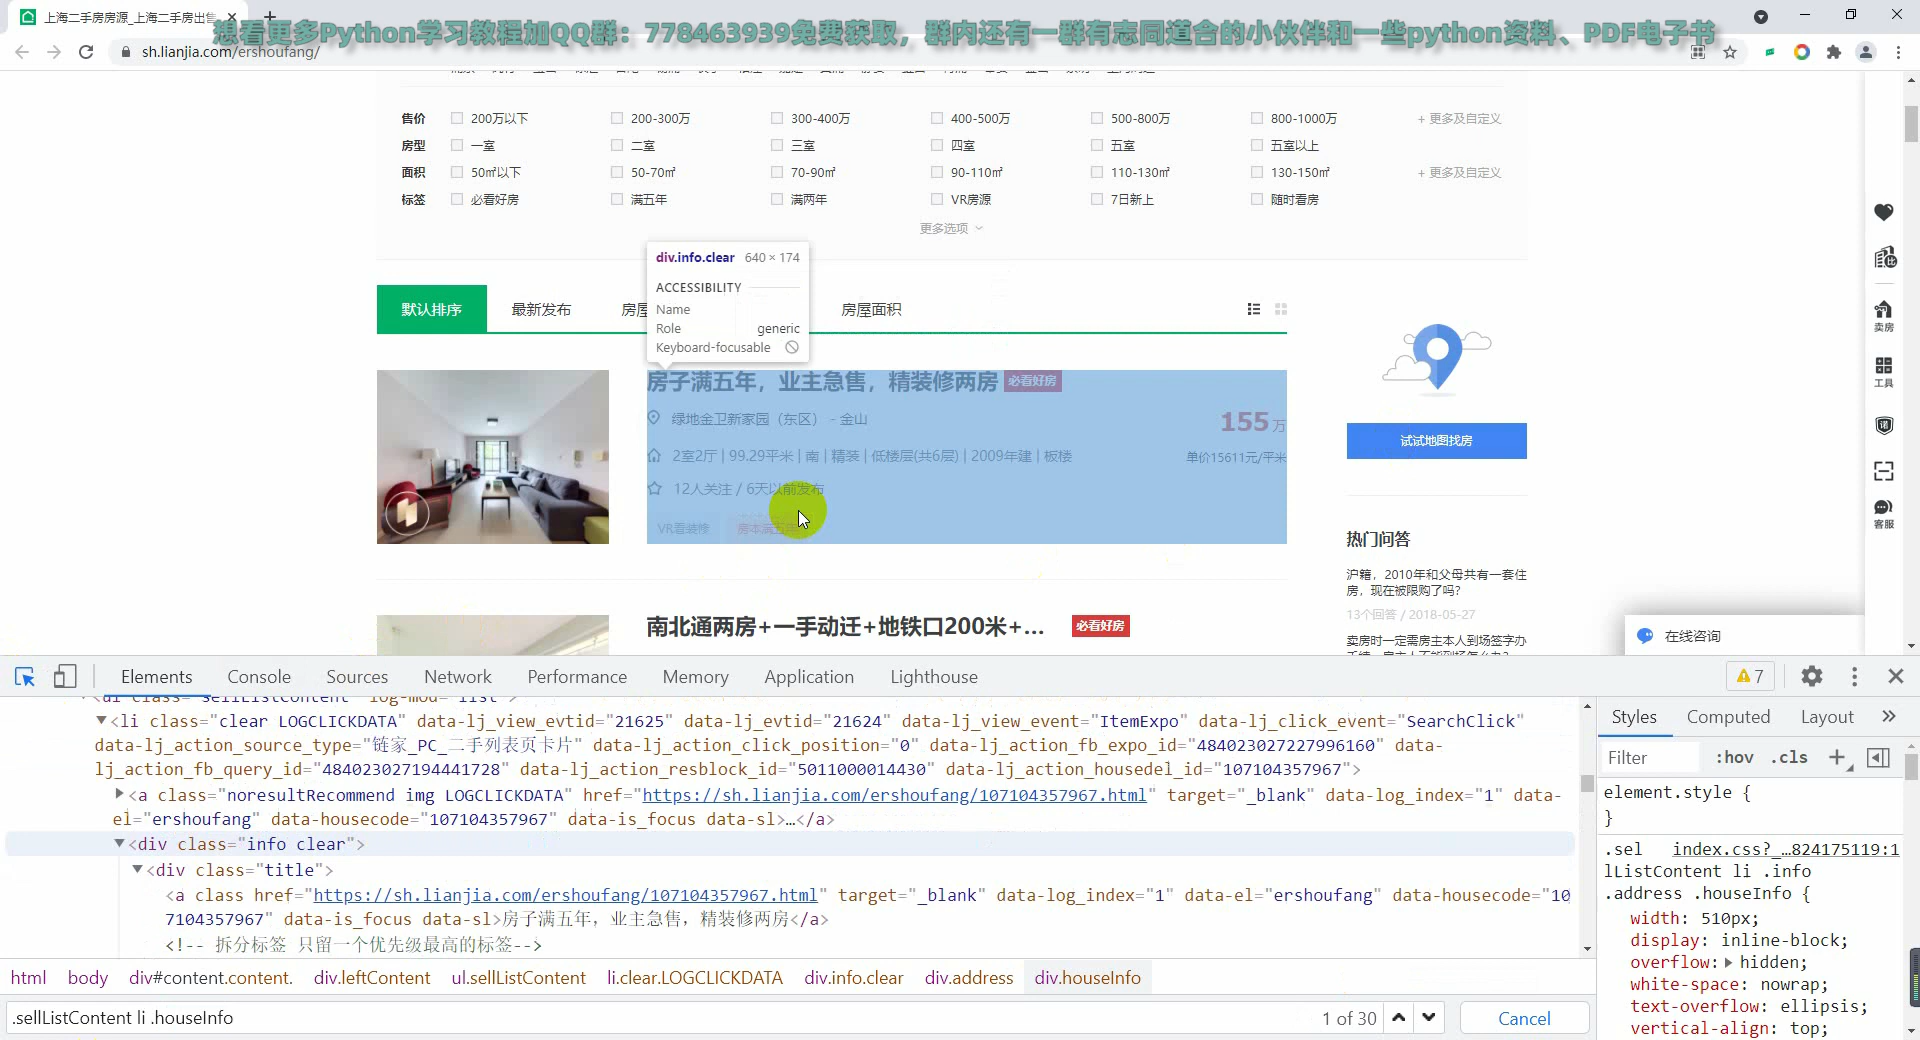 上海二手房房源_上海二手房出售
想看更多Python学习教程加QQ群：778463939免费获取，群内还有一群有志同道合的小伙伴和一些python资料、PDF电子书
sh.lianjia.com/ershoufang/
售价 200万以下 200-300万 300-400万 400-500万 500-800万 800-1000万 + 更多及自定义
房型 一室 二室 三室 四室 五室 五室以上
面积 50㎡以下 50-70㎡ 70-90㎡ 90-110㎡ 110-130㎡ 130-150㎡ + 更多及自定义
标签 必看好房 满五年 满两年 VR房源 7日新上 随时看房
更多选项
div.info.clear 640 × 174
ACCESSIBILITY
Name
Role generic
Keyboard-focusable
默认排序 最新发布 房屋 房屋面积
房子满五年，业主急售，精装修两房 必看好房
绿地金卫新家园（东区） - 金山
155万
2室2厅 | 99.29平米 | 南 | 精装 | 低楼层(共6层) | 2009年建 | 板楼
单价15611元/平米
12人关注 / 6天以前发布
VR看装修
南北通两房+一手动迁+地铁口200米+... 必看好房
试试地图找房
热门问答
沪籍，2010年和父母共有一套住
房，现在被限购了吗?
13个回答 / 2018-05-27
卖房时一定需房主本人到场签字办
卖房
工具
诺
客服
在线咨询
Elements Console Sources Network Performance Memory Application Lighthouse 7
<ul class="sellListContent" log-mod="list">
<li class="clear LOGCLICKDATA" data-lj_view_evtid="21625" data-lj_evtid="21624" data-lj_view_event="ItemExpo" data-lj_click_event="SearchClick"
data-lj_action_source_type="链家_PC_二手列表页卡片" data-lj_action_click_position="0" data-lj_action_fb_expo_id="484023027227996160" data-
lj_action_fb_query_id="484023027194441728" data-lj_action_resblock_id="5011000014430" data-lj_action_housedel_id="107104357967">
<a class="noresultRecommend img LOGCLICKDATA" href="https://sh.lianjia.com/ershoufang/107104357967.html" target="_blank" data-log_index="1" data-
el="ershoufang" data-housecode="107104357967" data-is_focus data-sl>…</a>
<div class="info clear">
<div class="title">
<a class href="https://sh.lianjia.com/ershoufang/107104357967.html" target="_blank" data-log_index="1" data-el="ershoufang" data-housecode="10
7104357967" data-is_focus data-sl>房子满五年，业主急售，精装修两房</a>
<!-- 拆分标签 只留一个优先级最高的标签-->
html body div#content.content. div.leftContent ul.sellListContent li.clear.LOGCLICKDATA div.info.clear div.address div.houseInfo
.sellListContent li .houseInfo 1 of 30 Cancel
Styles Computed Layout
Filter :hov .cls
element.style {
}
.sel index.css?_…824175119:1
lListContent li .info
.address .houseInfo {
width: 510px;
display: inline-block;
overflow: hidden;
white-space: nowrap;
text-overflow: ellipsis;
vertical-align: top;